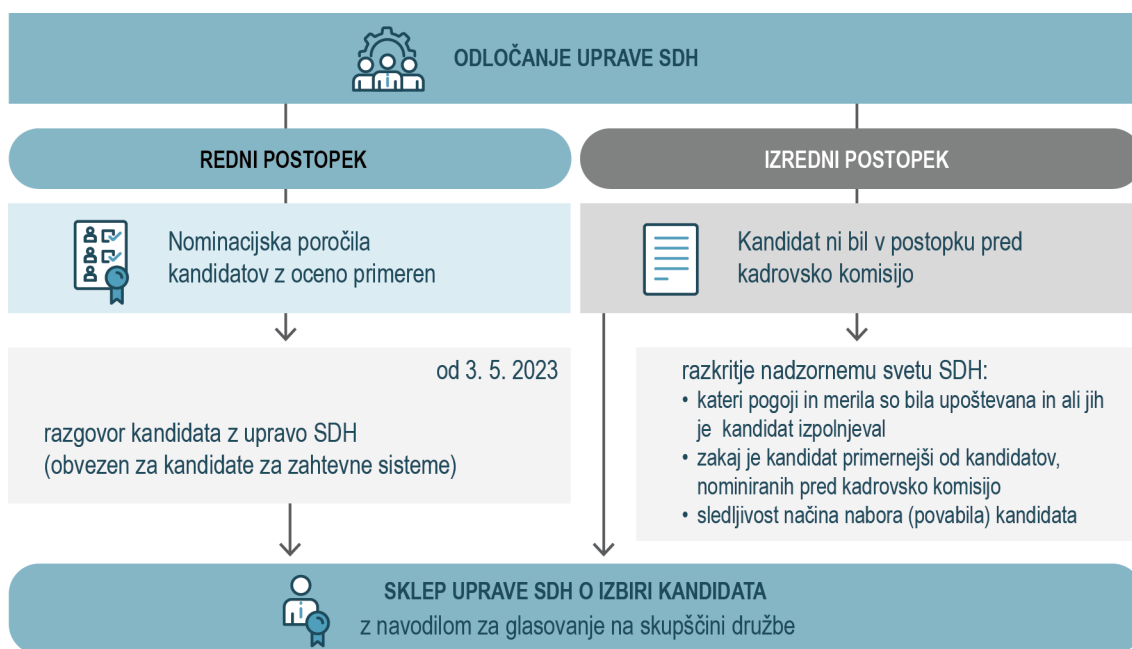 ODLOČANJE UPRAVE SDH
REDNI POSTOPEK
Nominacijska poročila
kandidatov z oceno primeren
od 3. 5. 2023
razgovor kandidata z upravo SDH
(obvezen za kandidate za zahtevne sisteme)
IZREDNI POSTOPEK
Kandidat ni bil v postopku pred
kadrovsko komisijo
razkritje nadzornemu svetu SDH:
• kateri pogoji in merila so bila upoštevana in ali jih
je kandidat izpolnjeval
• zakaj je kandidat primernejši od kandidatov,
nominiranih pred kadrovsko komisijo
• sledljivost načina nabora (povabila) kandidata
SKLEP UPRAVE SDH O IZBIRI KANDIDATA
z navodilom za glasovanje na skupščini družbe